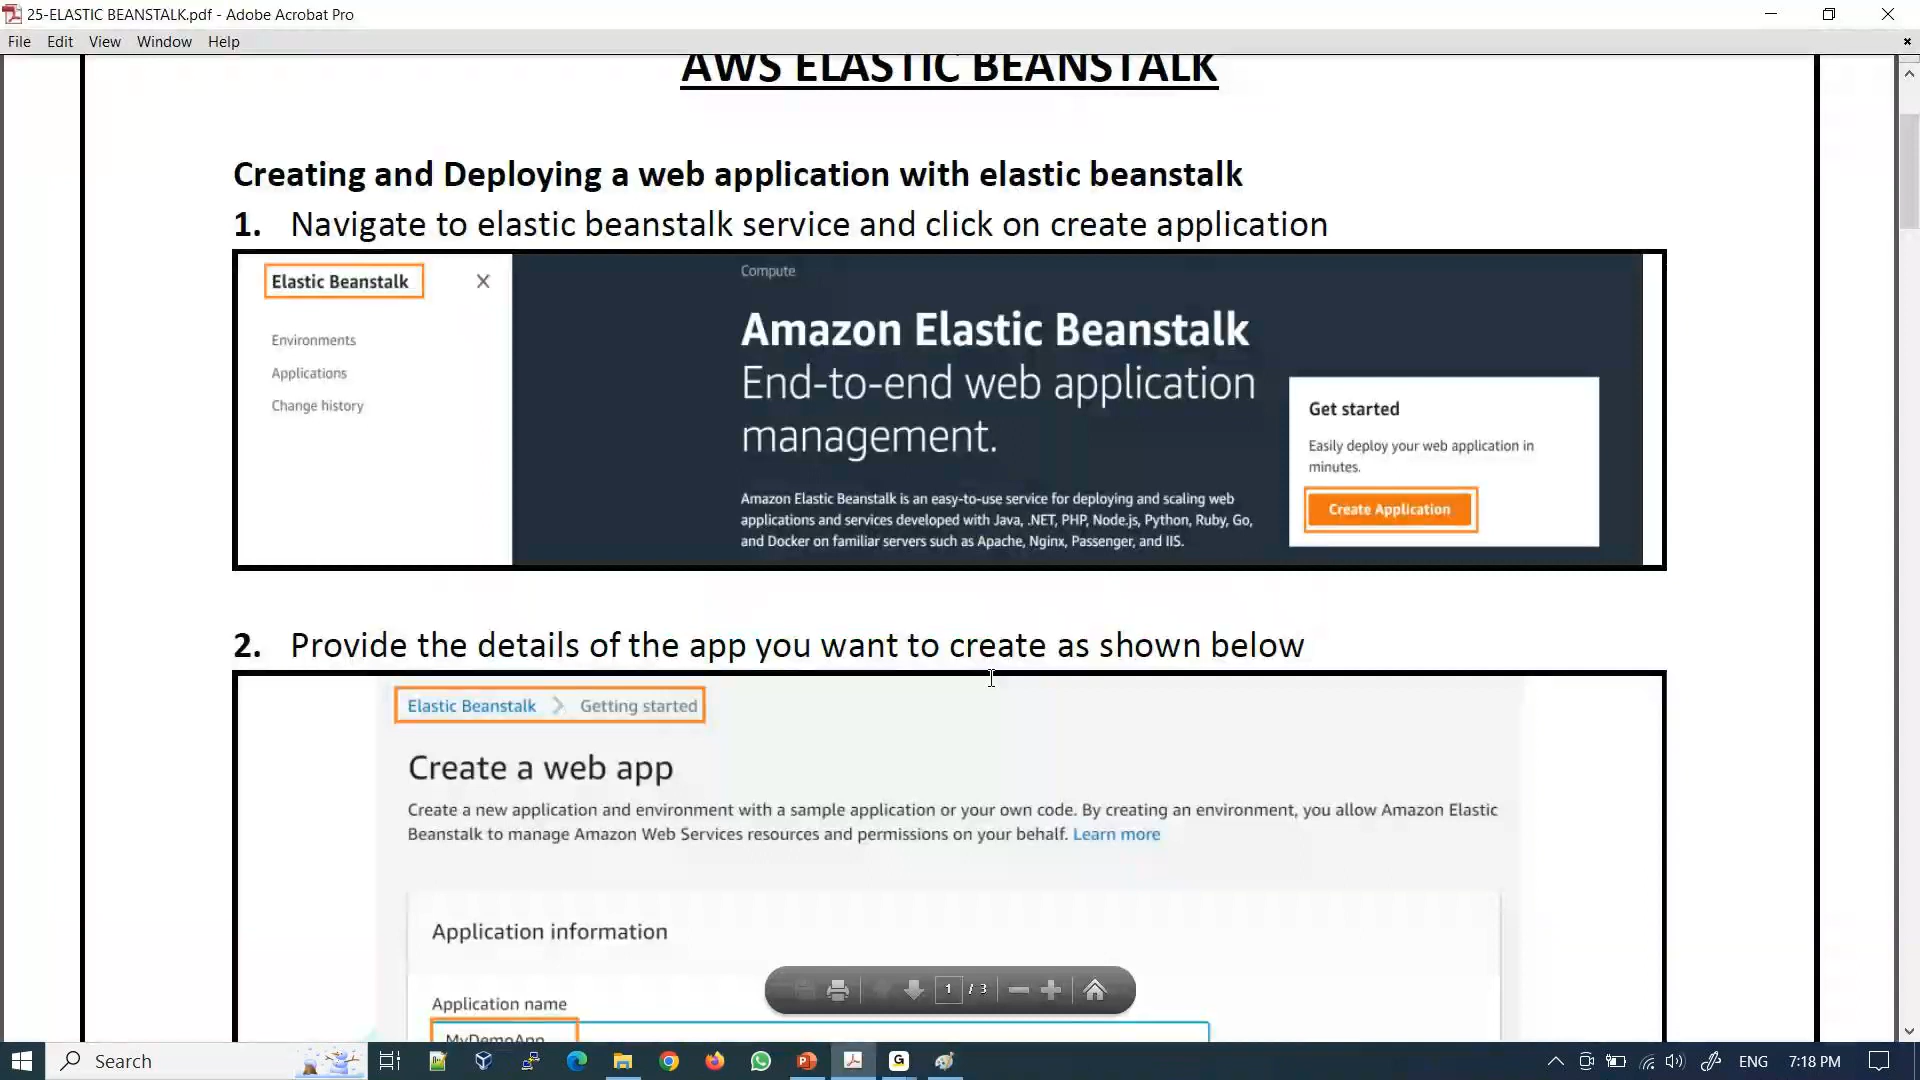 25-ELASTIC BEANSTALK.pdf - Adobe Acrobat Pro
File Edit View Window Help
AWS ELASTIC BEANSTALK
Creating and Deploying a web application with elastic beanstalk
1. Navigate to elastic beanstalk service and click on create application
Elastic Beanstalk
Environments
Applications
Change history
Compute
Amazon Elastic Beanstalk
End-to-end web application
management.
Amazon Elastic Beanstalk is an easy-to-use service for deploying and scaling web
applications and services developed with Java, .NET, PHP, Node.js, Python, Ruby, Go,
and Docker on familiar servers such as Apache, Nginx, Passenger, and IIS.
Get started
Easily deploy your web application in
minutes.
Create Application
2. Provide the details of the app you want to create as shown below
Elastic Beanstalk > Getting started
Create a web app
Create a new application and environment with a sample application or your own code. By creating an environment, you allow Amazon Elastic
Beanstalk to manage Amazon Web Services resources and permissions on your behalf. Learn more
Application information
Application name
MyDemoApp
1 / 3
Search
ENG
7:18 PM